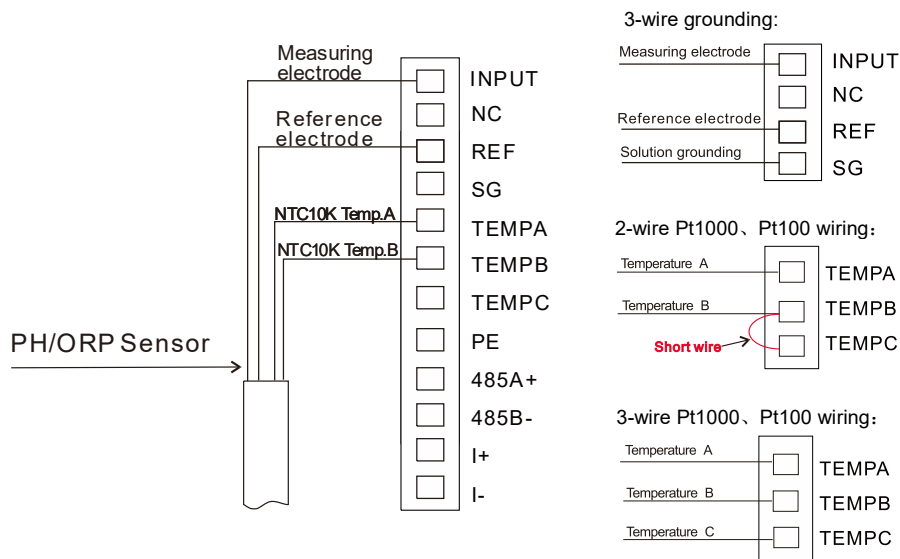 Measuring
electrode
Reference
electrode
NTC10K Temp.A
NTC10K Temp.B
PH/ORP Sensor
INPUT
NC
REF
SG
TEMPA
TEMPB
TEMPC
PE
485A+
485B-
I+
I-
3-wire grounding:
Measuring electrode
Reference electrode
Solution grounding
INPUT
NC
REF
SG
2-wire Pt1000、Pt100 wiring：
Temperature A
Temperature B
Short wire
TEMPA
TEMPB
TEMPC
3-wire Pt1000、Pt100 wiring：
Temperature A
Temperature B
Temperature C
TEMPA
TEMPB
TEMPC